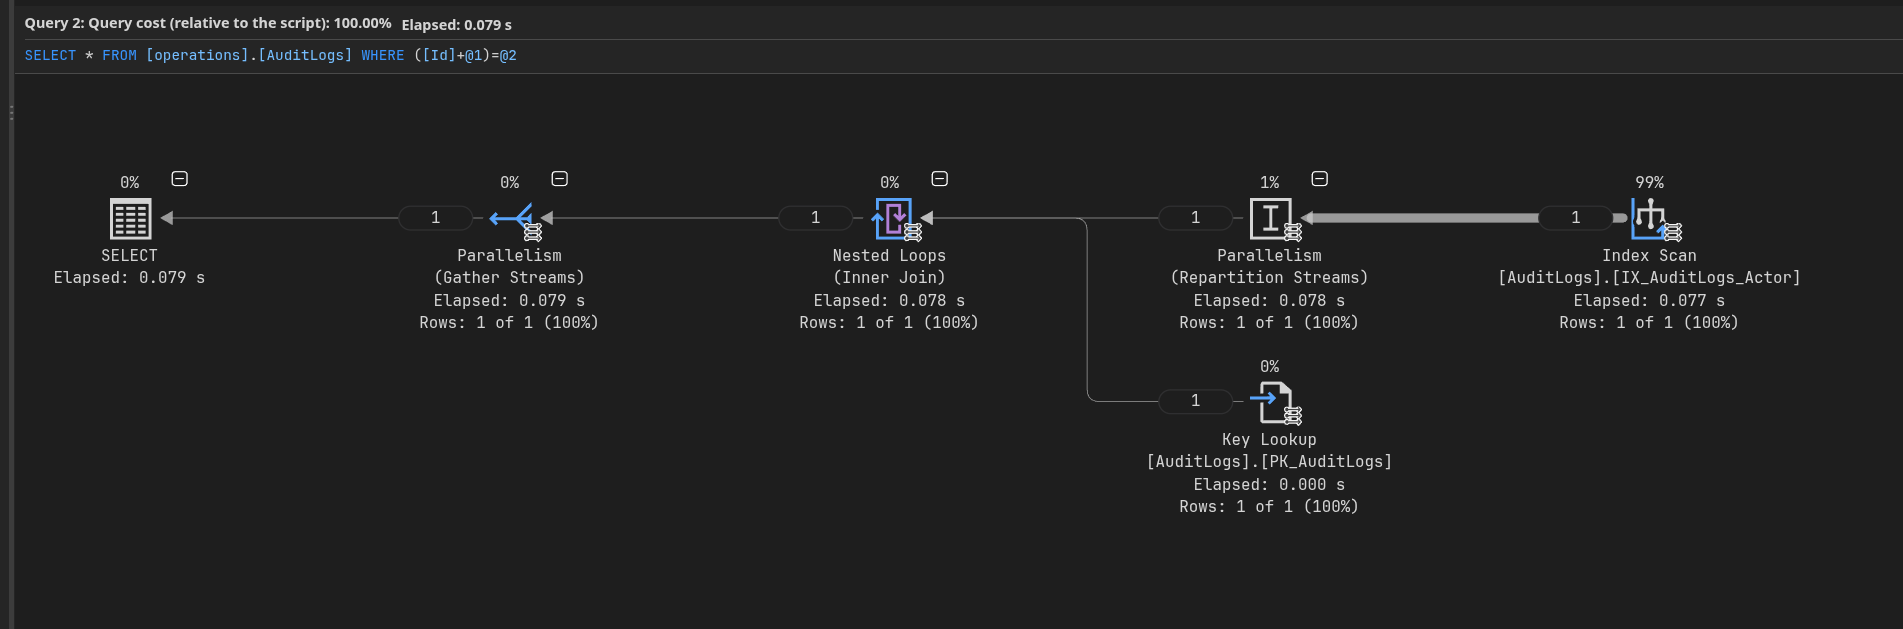 Query 2: Query cost (relative to the script): 100.00% Elapsed: 0.079 s
SELECT * FROM [operations].[AuditLogs] WHERE ([Id]+@1)=@2
0%
SELECT
Elapsed: 0.079 s
1
0%
Parallelism
(Gather Streams)
Elapsed: 0.079 s
Rows: 1 of 1 (100%)
1
0%
Nested Loops
(Inner Join)
Elapsed: 0.078 s
Rows: 1 of 1 (100%)
1
1%
Parallelism
(Repartition Streams)
Elapsed: 0.078 s
Rows: 1 of 1 (100%)
1
99%
Index Scan
[AuditLogs].[IX_AuditLogs_Actor]
Elapsed: 0.077 s
Rows: 1 of 1 (100%)
1
0%
Key Lookup
[AuditLogs].[PK_AuditLogs]
Elapsed: 0.000 s
Rows: 1 of 1 (100%)